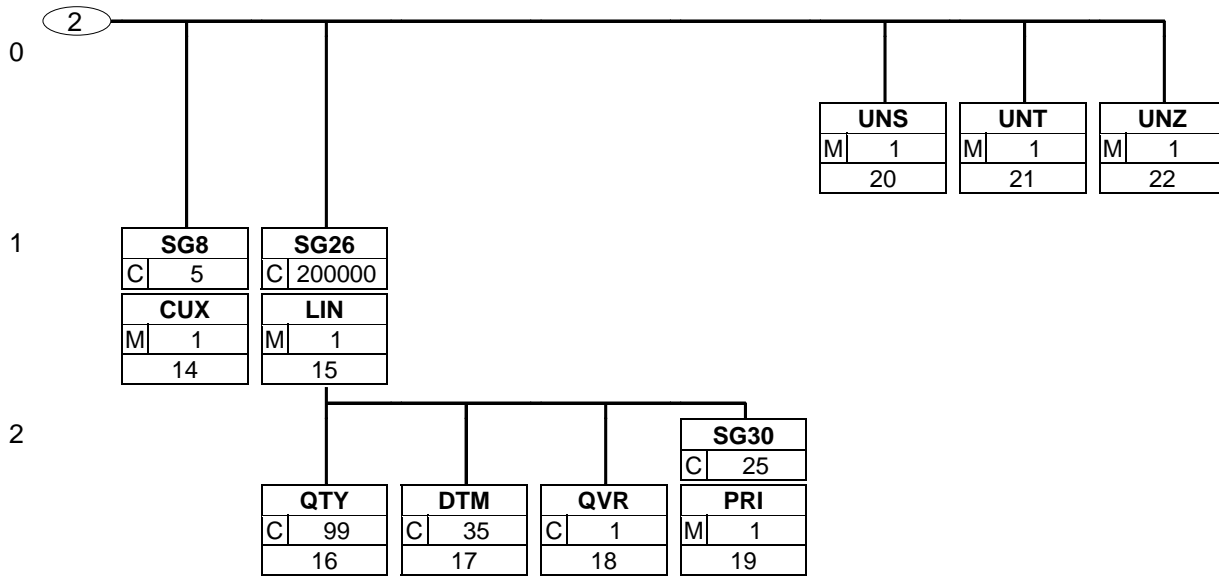 2
0
UNS UNT UNZ
M 1 M 1 M 1
20 21 22
1
SG8 SG26
C 5 C 200000
CUX LIN
M 1 M 1
14 15
2
SG30
C 25
QTY DTM QVR PRI
C 99 C 35 C 1 M 1
16 17 18 19